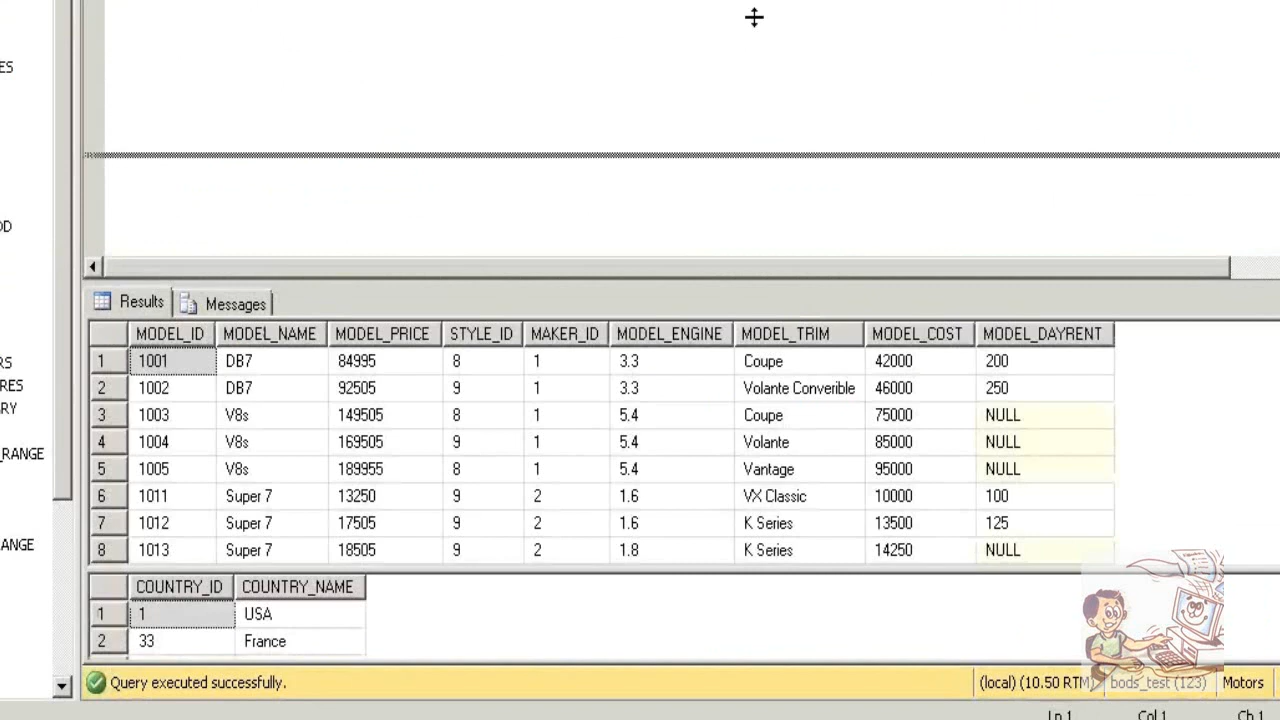 ES
DD
RS
RES
RY
_RANGE
ANGE
Results Messages
MODEL_ID MODEL_NAME MODEL_PRICE STYLE_ID MAKER_ID MODEL_ENGINE MODEL_TRIM MODEL_COST MODEL_DAYRENT
1 1001 DB7 84995 8 1 3.3 Coupe 42000 200
2 1002 DB7 92505 9 1 3.3 Volante Converible 46000 250
3 1003 V8s 149505 8 1 5.4 Coupe 75000 NULL
4 1004 V8s 169505 9 1 5.4 Volante 85000 NULL
5 1005 V8s 189955 8 1 5.4 Vantage 95000 NULL
6 1011 Super 7 13250 9 2 1.6 VX Classic 10000 100
7 1012 Super 7 17505 9 2 1.6 K Series 13500 125
8 1013 Super 7 18505 9 2 1.8 K Series 14250 NULL
COUNTRY_ID COUNTRY_NAME
1 1 USA
2 33 France
Query executed successfully. (local) (10.50 RTM) bods_test (123) Motors
Ln 1 Col 1 Ch 1